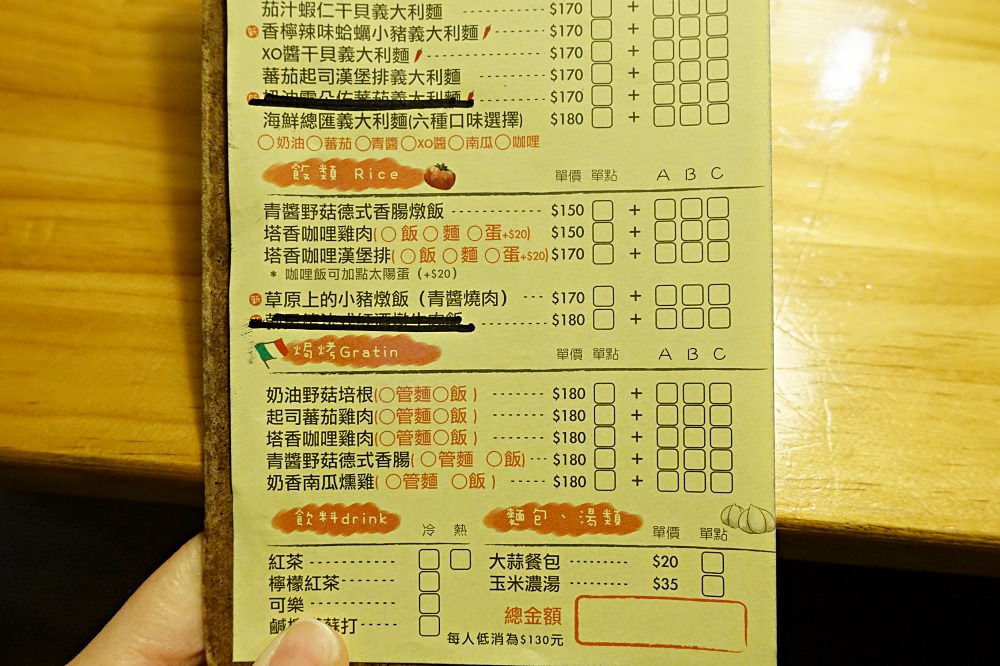 茄汁蝦仁干貝義大利麵 ------------ $170 +
新 香檸辣味蛤蠣小豬義大利麵 ------ $170 +
XO醬干貝義大利麵 ------------ $170 +
蕃茄起司漢堡排義大利麵 -------- $170 +
$170 +
海鮮總匯義大利麵(六種口味選擇) $180 +
○奶油○蕃茄○青醬○XO醬○南瓜○咖哩
飯類 Rice 單價 單點 A B C
青醬野菇德式香腸燉飯 ------------ $150 +
塔香咖哩雞肉(○飯○麵○蛋+$20) $150 +
塔香咖哩漢堡排(○飯○麵○蛋+$20) $170 +
* 咖哩飯可加點太陽蛋 (+$20)
新 草原上的小豬燉飯（青醬燒肉） --- $170 +
$180 +
焗烤Gratin 單價 單點 A B C
奶油野菇培根(○管麵○飯) ------- $180 +
起司蕃茄雞肉(○管麵○飯) ------- $180 +
塔香咖哩雞肉(○管麵○飯) ------- $180 +
青醬野菇德式香腸(○管麵 ○飯) --- $180 +
奶香南瓜燻雞(○管麵 ○飯) ----- $180 +
飲料drink 冷 熱
紅茶 -----------
檸檬紅茶--------
可樂 -----------
鹹 蘇打-----
麵包、湯類 單價 單點
大蒜餐包 -------- $20
玉米濃湯 -------- $35
總金額
每人低消為$130元